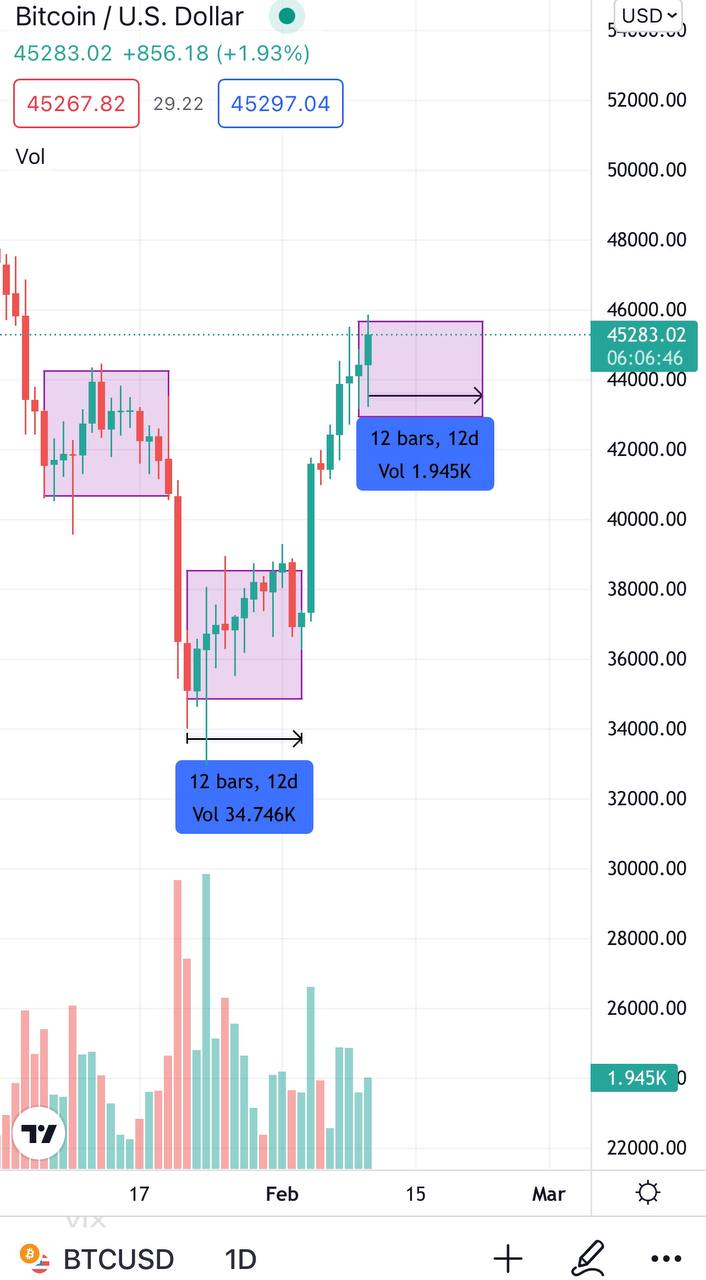 Bitcoin / U.S. Dollar
USD
45283.02 +856.18 (+1.93%)
45267.82 29.22 45297.04
Vol
54000.00
52000.00
50000.00
48000.00
46000.00
45283.02
06:06:46
44000.00
42000.00
40000.00
38000.00
36000.00
34000.00
32000.00
30000.00
28000.00
26000.00
1.945K
22000.00
12 bars, 12d
Vol 1.945K
12 bars, 12d
Vol 34.746K
17 Feb 15 Mar
VIX
BTCUSD 1D